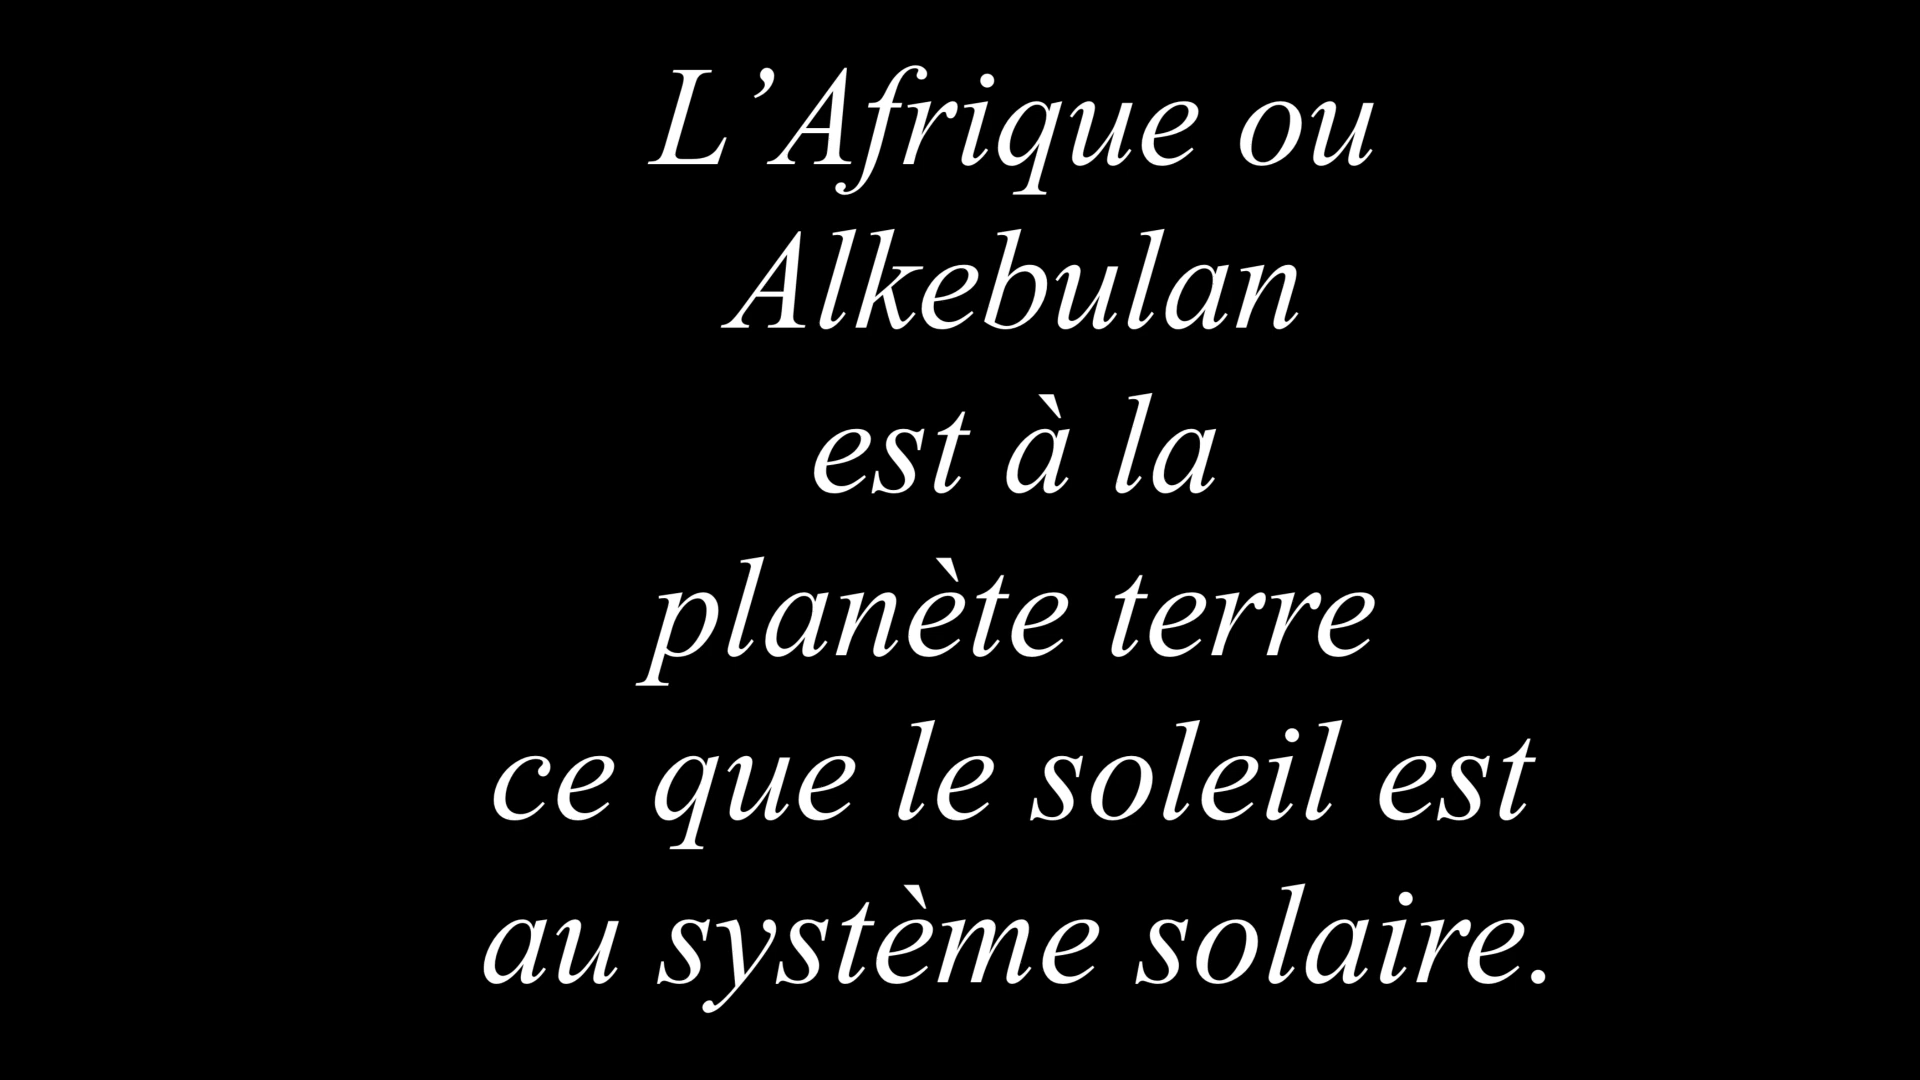 L’Afrique ou
Alkebulan
est à la
planète terre
ce que le soleil est
au système solaire.